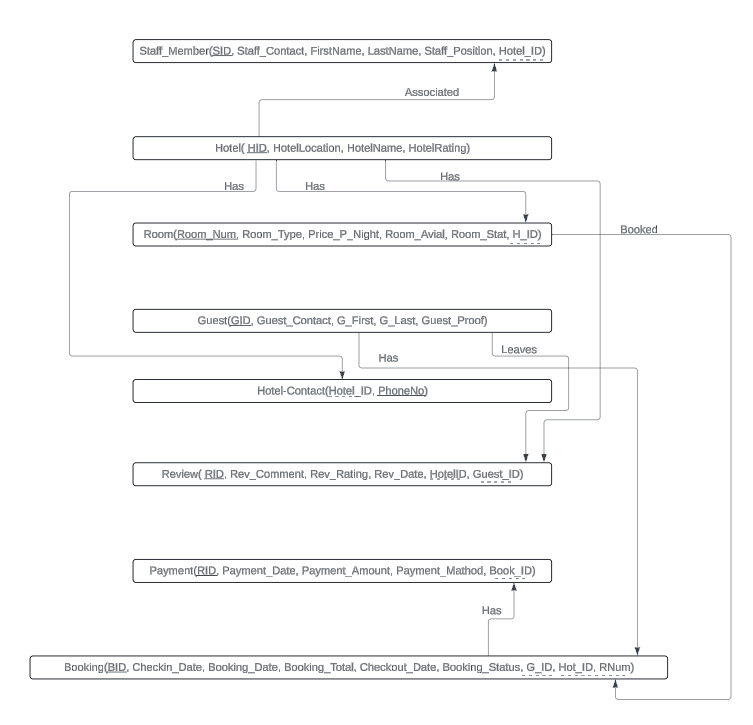 Staff_Member(SID, Staff_Contact, FirstName, LastName, Staff_Position, Hotel_ID)
Associated
Hotel( HID, HotelLocation, HotelName, HotelRating)
Has
Has
Has
Room(Room_Num, Room_Type, Price_P_Night, Room_Avial, Room_Stat, H_ID)
Booked
Guest(GID, Guest_Contact, G_First, G_Last, Guest_Proof)
Leaves
Has
Hotel-Contact(Hotel_ID, PhoneNo)
Review( RID, Rev_Comment, Rev_Rating, Rev_Date, HotelID, Guest_ID)
Payment(RID, Payment_Date, Payment_Amount, Payment_Mathod, Book_ID)
Has
Booking(BID, Checkin_Date, Booking_Date, Booking_Total, Checkout_Date, Booking_Status, G_ID, Hot_ID, RNum)